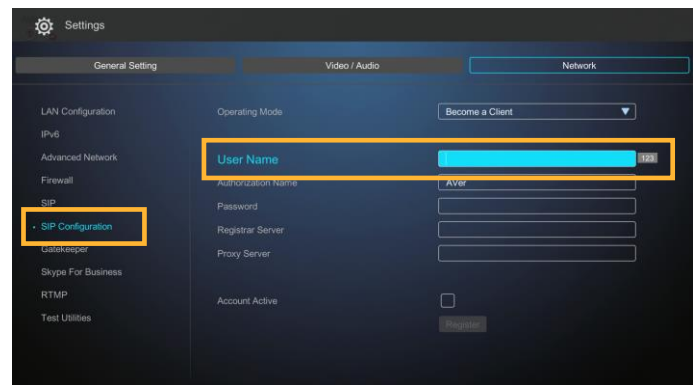 Settings
General Setting
Video / Audio
Network
LAN Configuration
IPv6
Advanced Network
Firewall
SIP
SIP Configuration
Gatekeeper
Skype For Business
RTMP
Test Utilities
Operating Mode
Become a Client
User Name
123
Authorization Name
AVer
Password
Registrar Server
Proxy Server
Account Active
Register